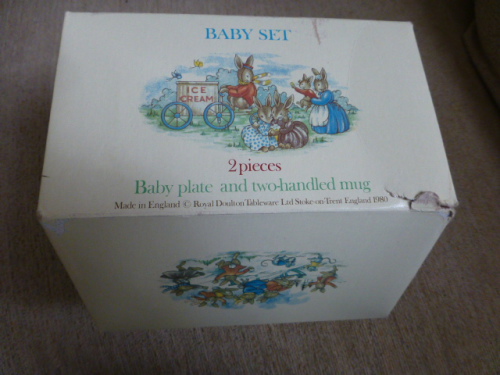 BABY SET
ICE
CREAM
2 pieces
Baby plate and two-handled mug
Made in England © Royal Doulton Tableware Ltd Stoke-on-Trent England 1980